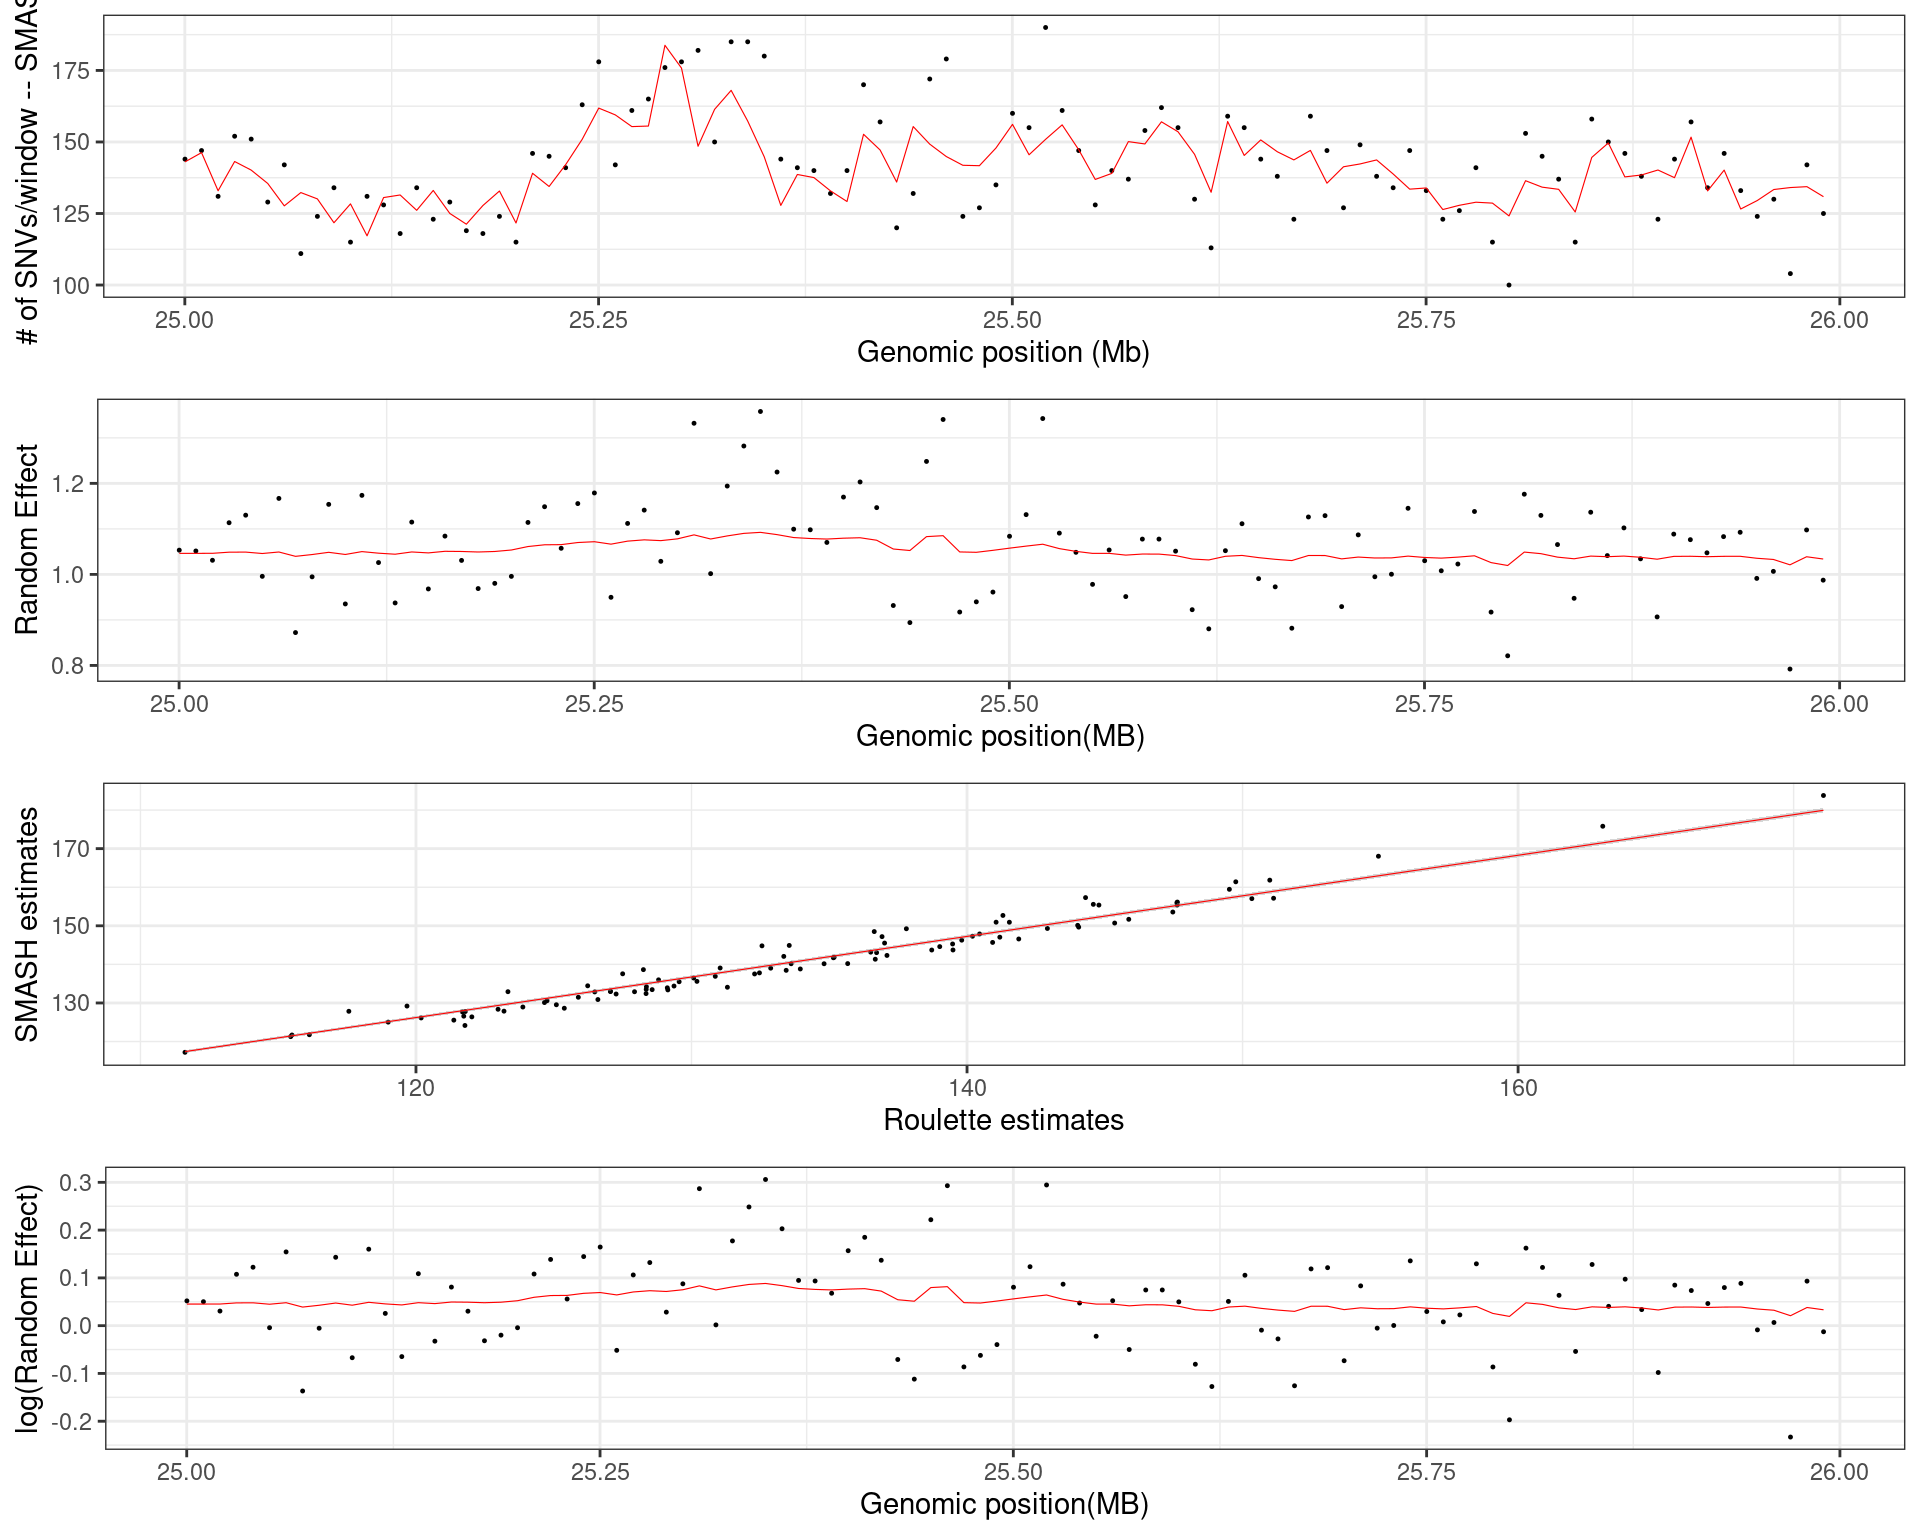 # of SNVs/window -- SMAS
175
150
125
100
25.00 25.25 25.50 25.75 26.00
Genomic position (Mb)
Random Effect
1.2
1.0
0.8
25.00 25.25 25.50 25.75 26.00
Genomic position(MB)
SMASH estimates
170
150
130
120 140 160
Roulette estimates
log(Random Effect)
0.3
0.2
0.1
0.0
-0.1
-0.2
25.00 25.25 25.50 25.75 26.00
Genomic position(MB)